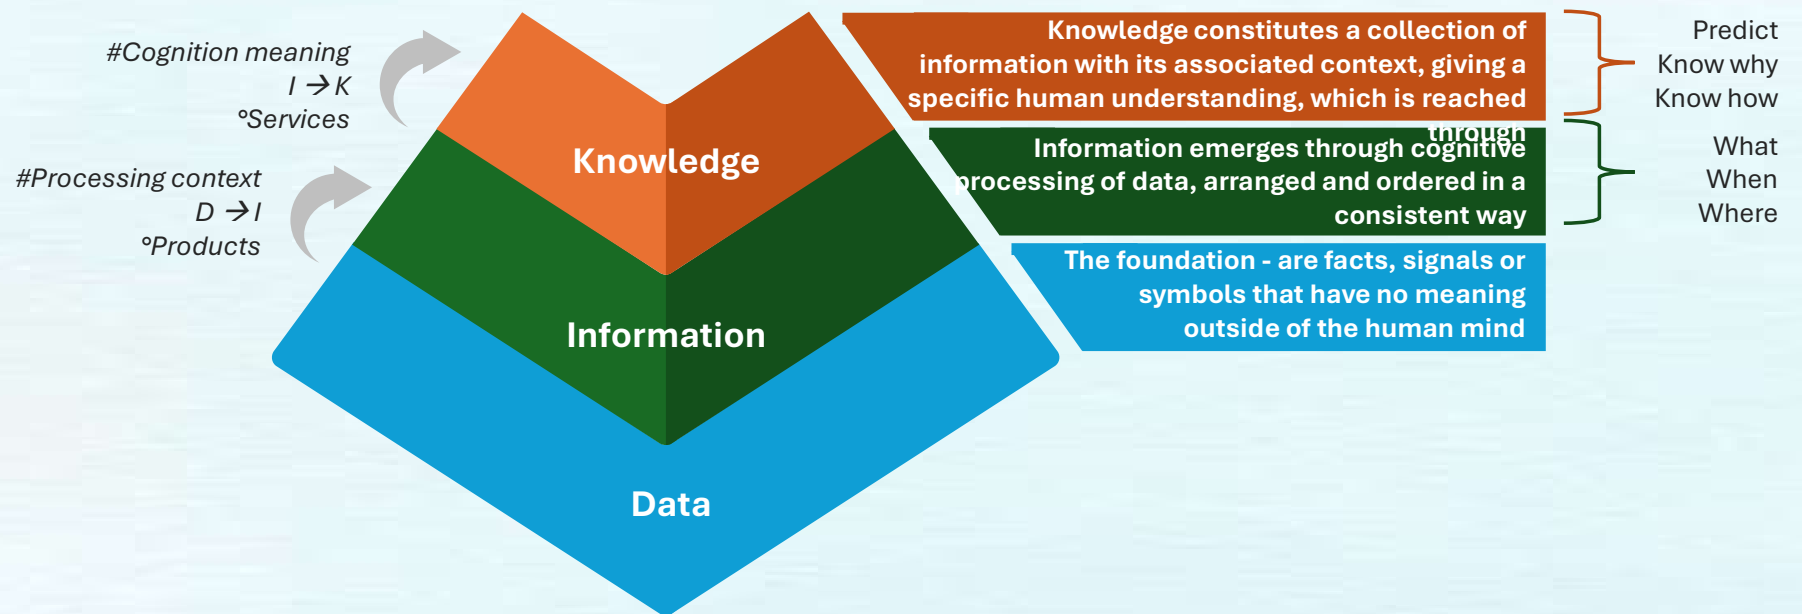 #Cognition meaning
I → K
°Services
#Processing context
D → I
°Products
Knowledge
Information
Data
Knowledge constitutes a collection of
information with its associated context, giving a
specific human understanding, which is reached
through
Information emerges through cognitive
processing of data, arranged and ordered in a
consistent way
The foundation - are facts, signals or
symbols that have no meaning
outside of the human mind
Predict
Know why
Know how
What
When
Where